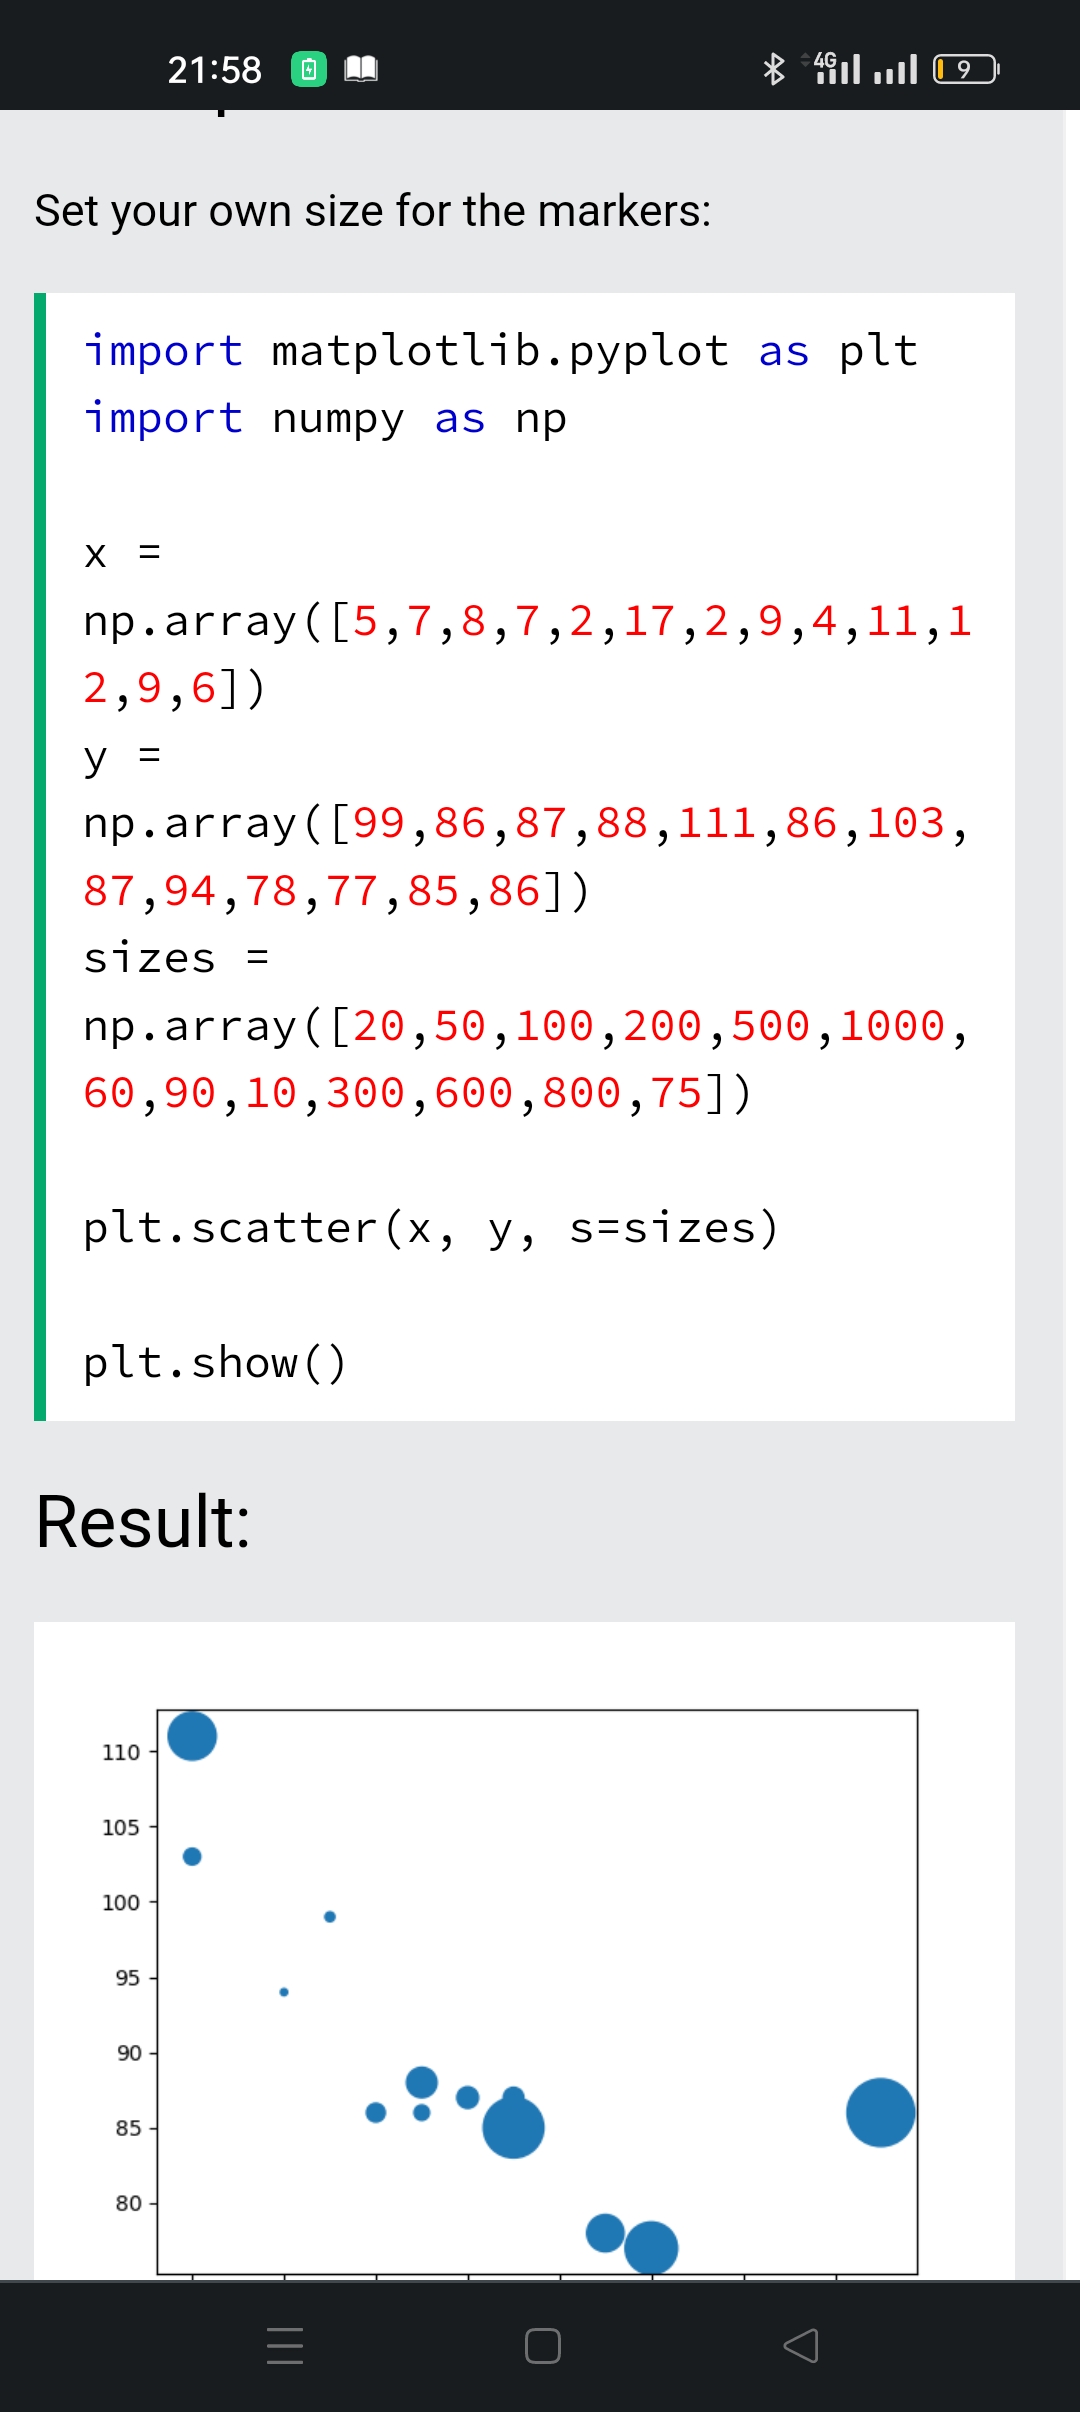 21:58
4G
9
Set your own size for the markers:
import matplotlib.pyplot as plt
import numpy as np
x =
np.array([5,7,8,7,2,17,2,9,4,11,1
2,9,6])
y =
np.array([99,86,87,88,111,86,103,
87,94,78,77,85,86])
sizes =
np.array([20,50,100,200,500,1000,
60,90,10,300,600,800,75])
plt.scatter(x, y, s=sizes)
plt.show()
Result:
110
105
100
95
90
85
80